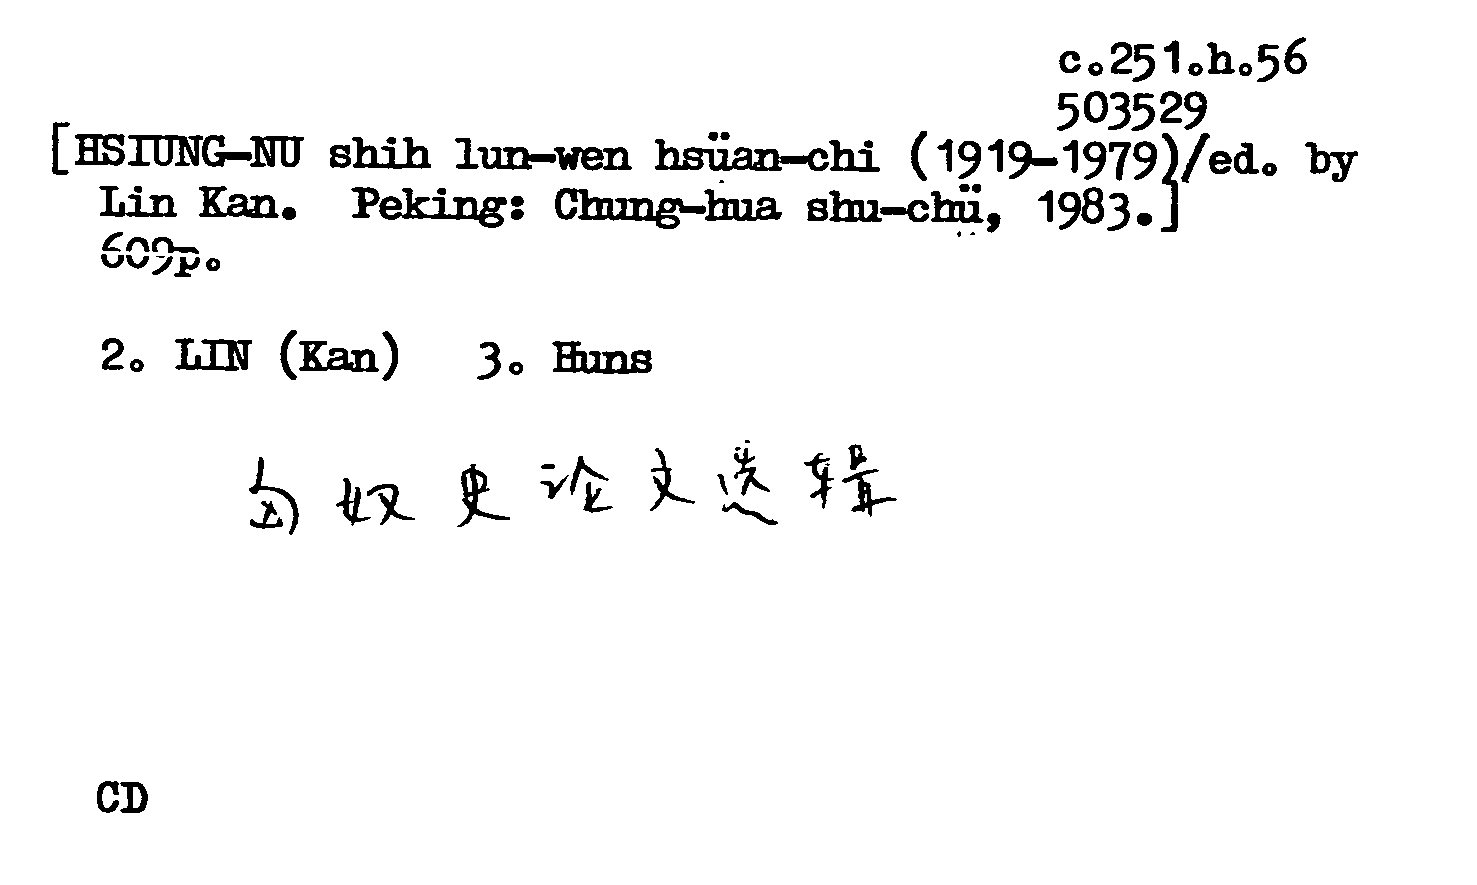 c.251.h.56
503529
[HSIUNG-NU shih lun-wen hsüan-chi (1919-1979)/ed. by
Lin Kan. Peking: Chung-hua shu-chü, 1983.]
609p.
2. LIN (Kan) 3. Huns
匈奴史论文选辑
CD